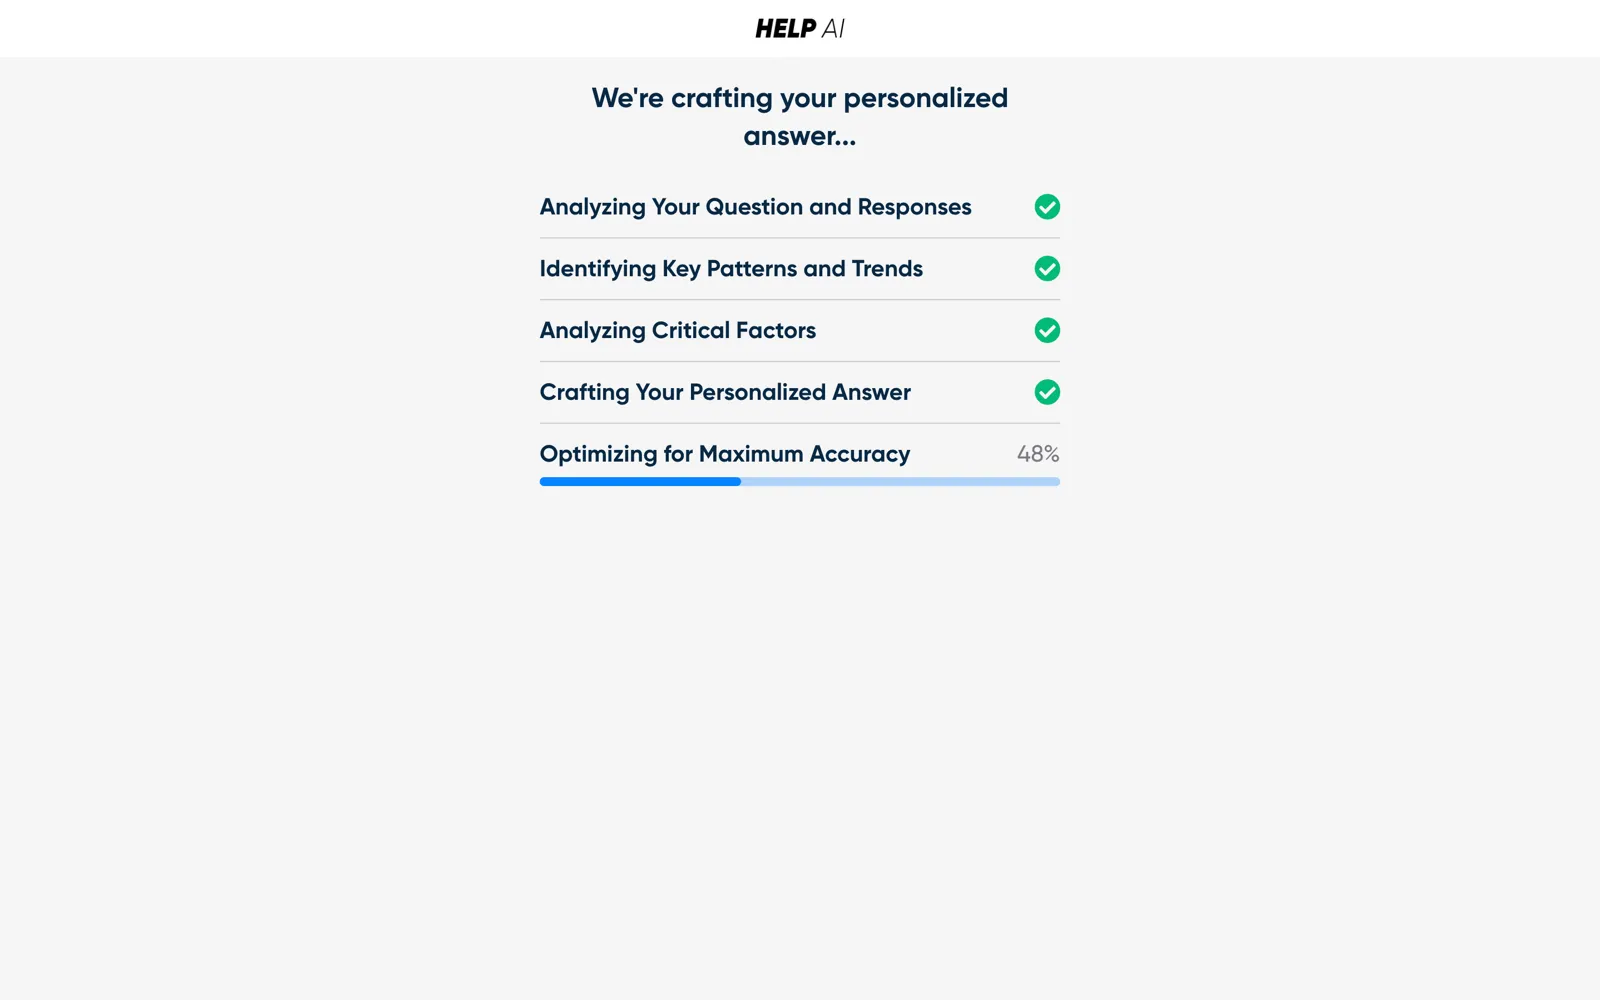 HELP AI
We're crafting your personalized
answer...
Analyzing Your Question and Responses
Identifying Key Patterns and Trends
Analyzing Critical Factors
Crafting Your Personalized Answer
Optimizing for Maximum Accuracy 48%